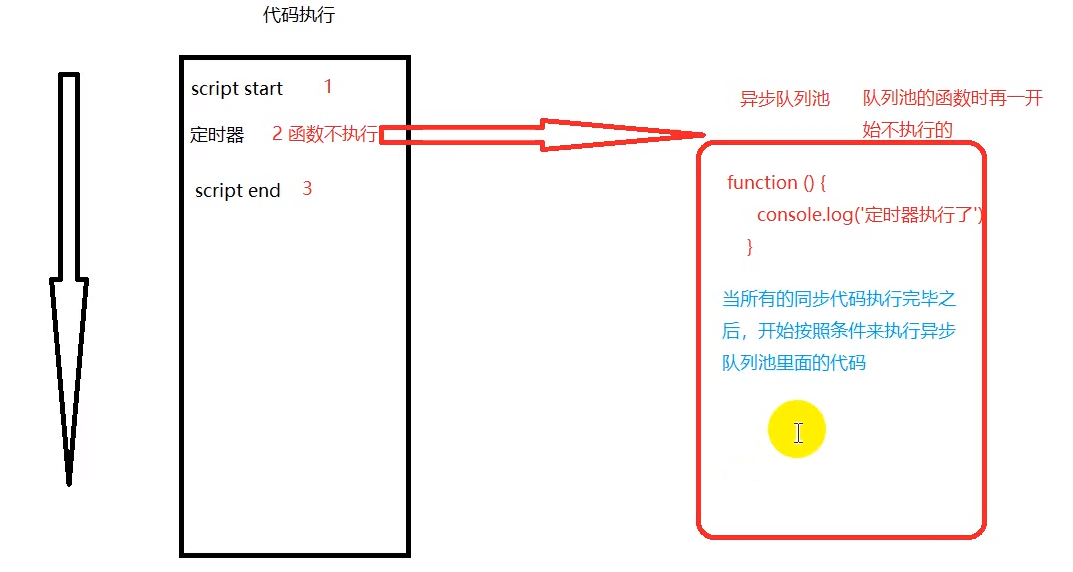 代码执行
script start 1
定时器 2 函数不执行
script end 3
异步队列池
队列池的函数时再一开
始不执行的
function () {
console.log('定时器执行了')
}
当所有的同步代码执行完毕之
后，开始按照条件来执行异步
队列池里面的代码